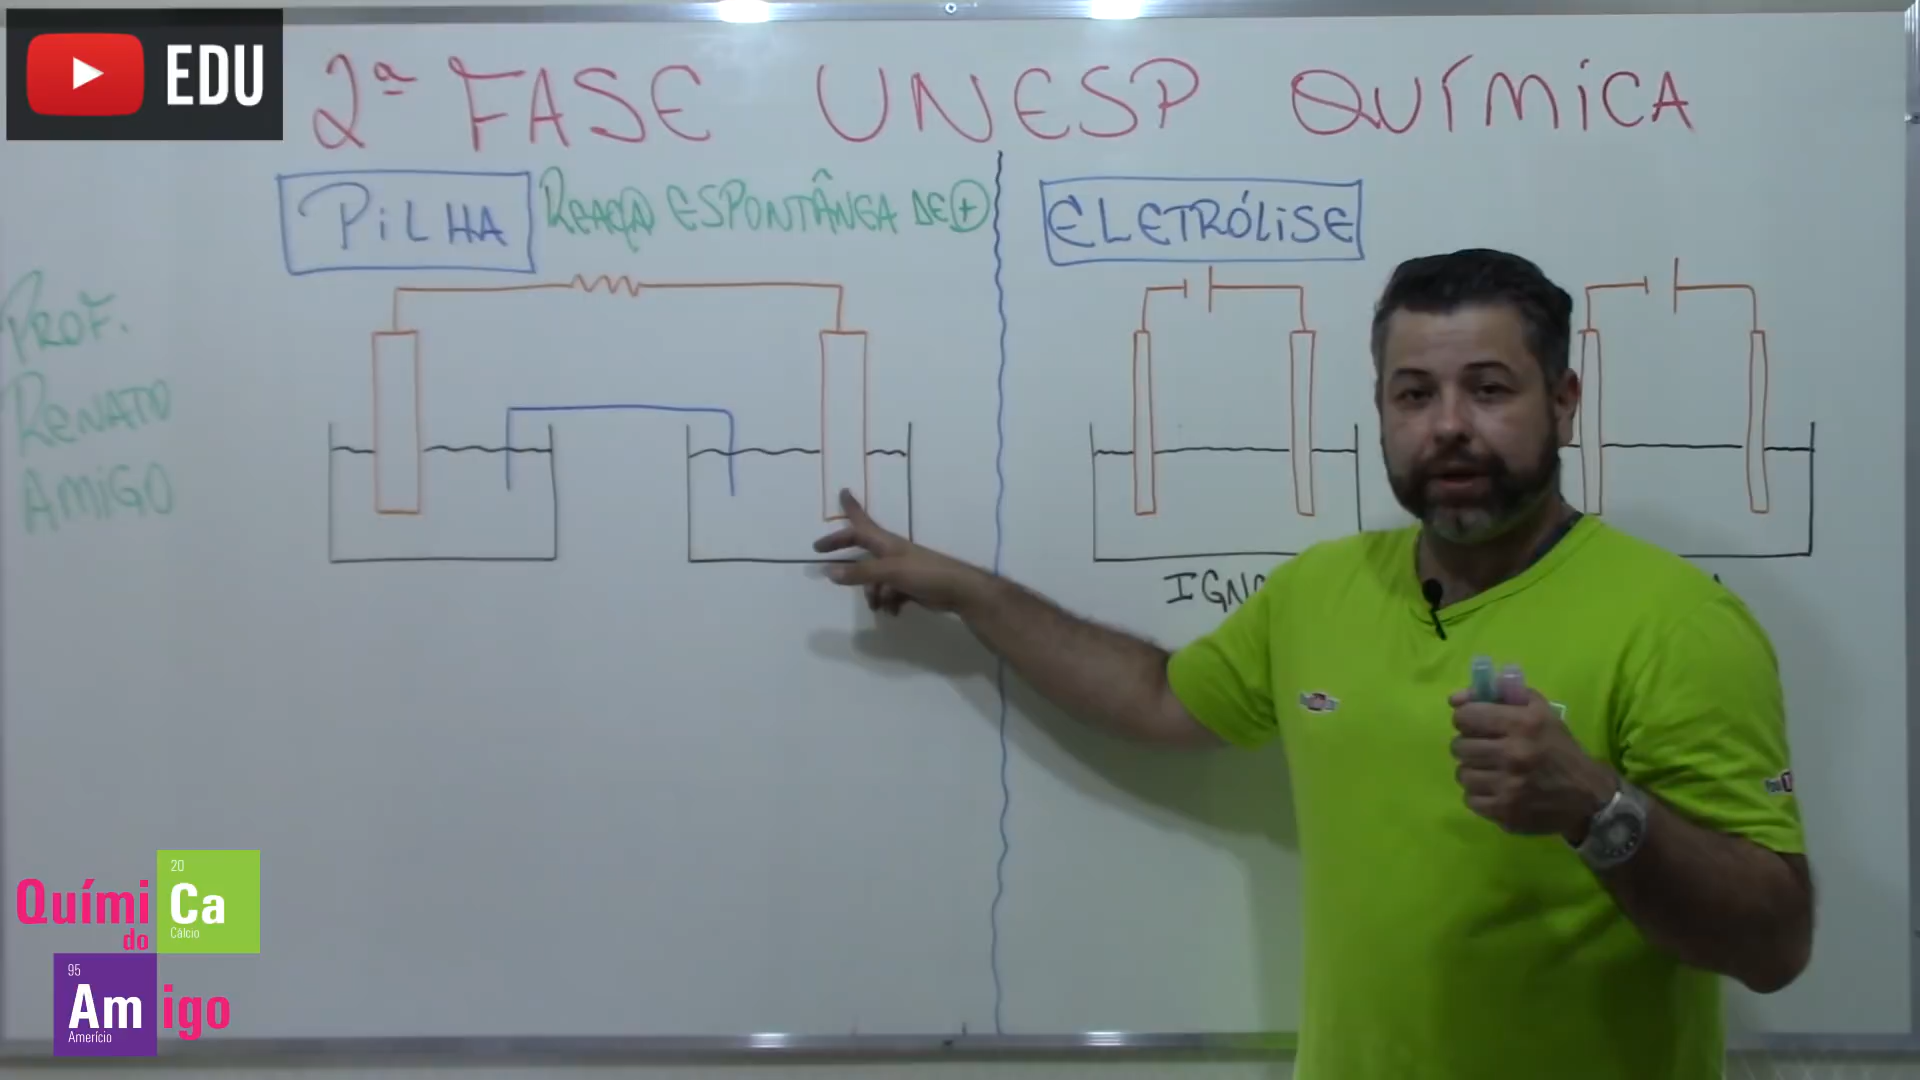 EDU
2ª FASE UNESP QUÍMICA
PILHA
REAÇÃO ESPONTÂNEA DE +
ELETRÓLISE
PROF.
RENATO
AMIGO
20
Quími Ca
Cálcio
do
95
Am igo
Amerício